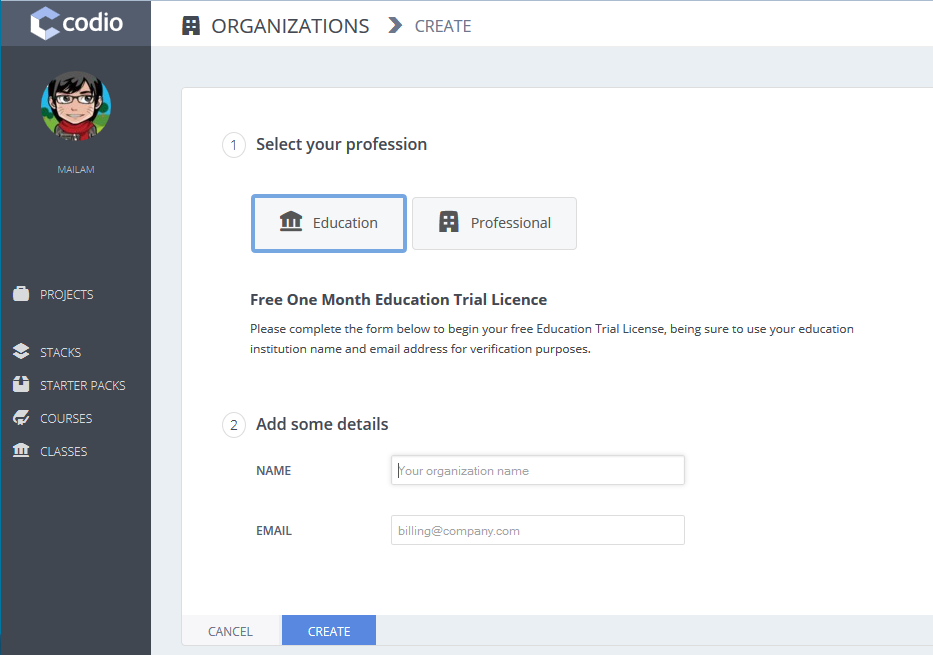 codio
ORGANIZATIONS CREATE
MAILAM
PROJECTS
STACKS
STARTER PACKS
COURSES
CLASSES
1 Select your profession
Education Professional
Free One Month Education Trial Licence
Please complete the form below to begin your free Education Trial License, being sure to use your education
institution name and email address for verification purposes.
2 Add some details
NAME Your organization name
EMAIL billing@company.com
CANCEL CREATE